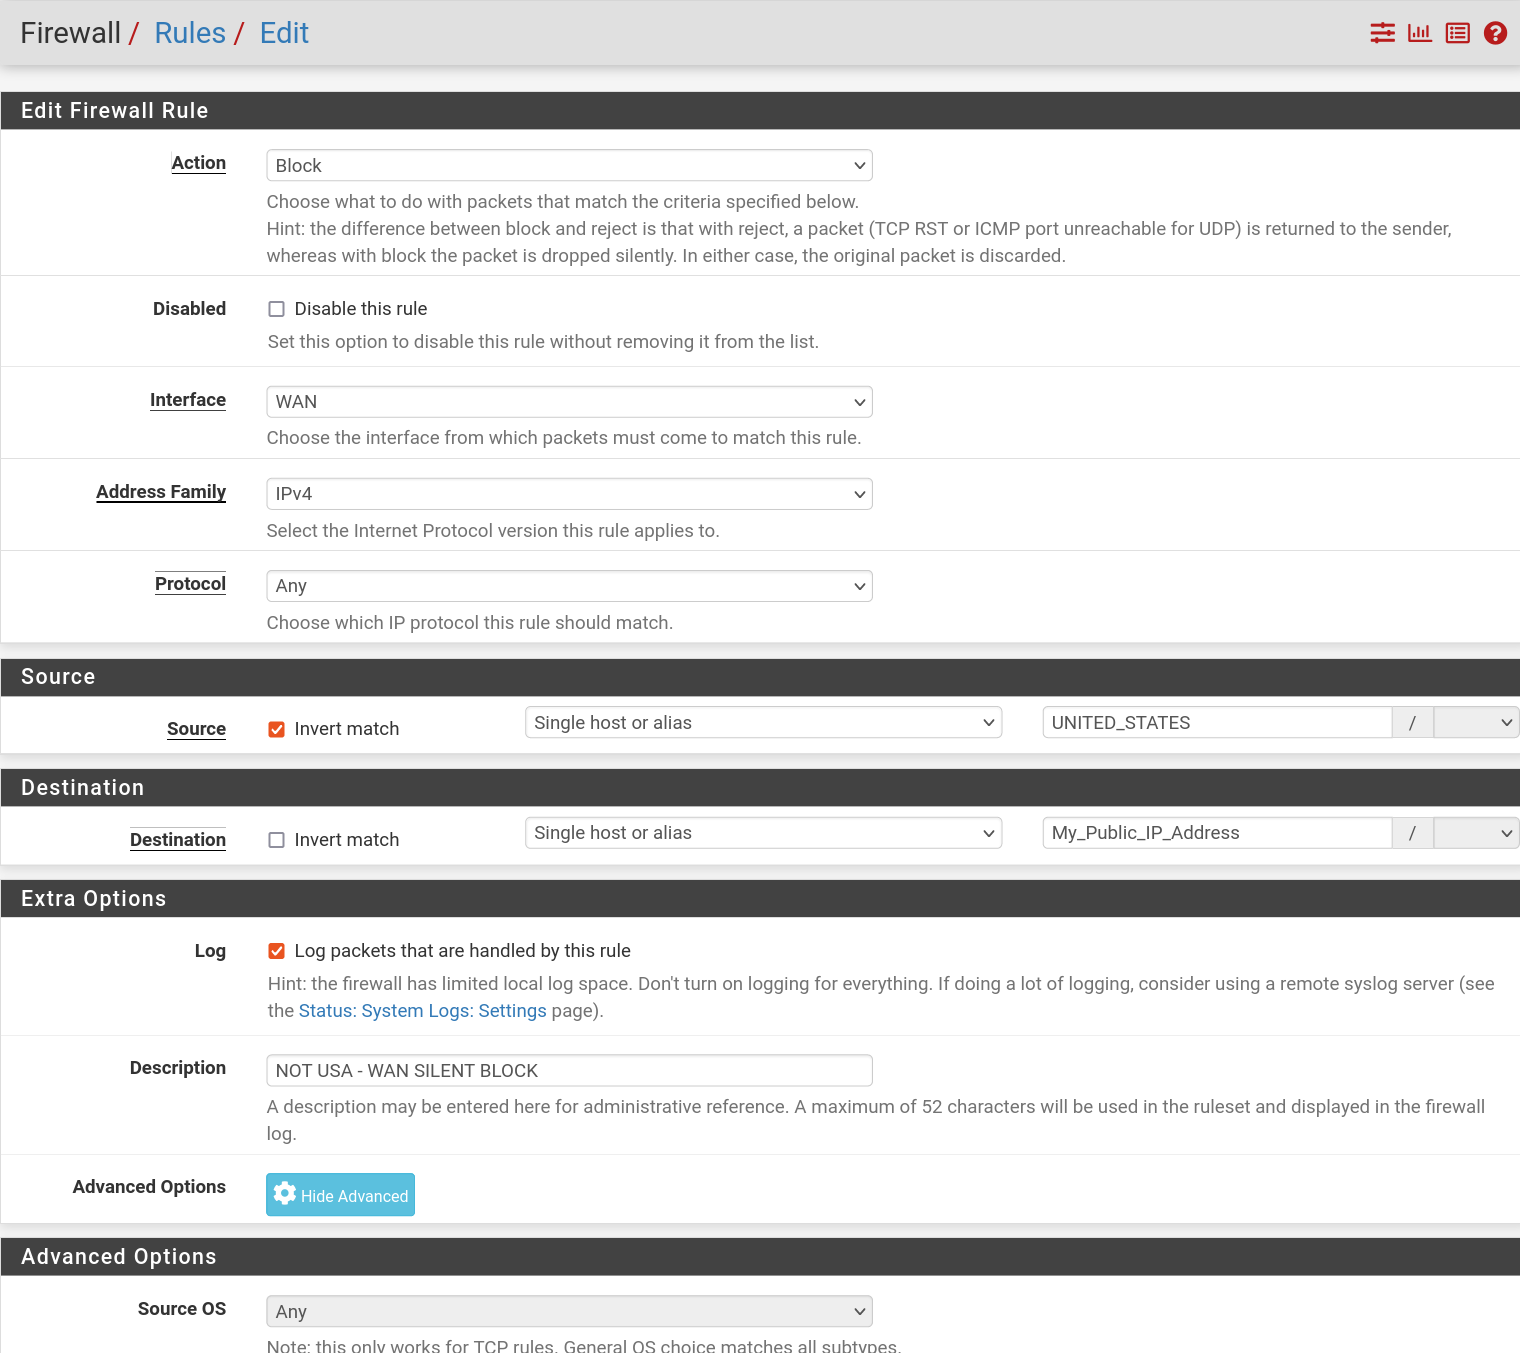 Firewall / Rules / Edit
Edit Firewall Rule
Action
Block
Choose what to do with packets that match the criteria specified below.
Hint: the difference between block and reject is that with reject, a packet (TCP RST or ICMP port unreachable for UDP) is returned to the sender,
whereas with block the packet is dropped silently. In either case, the original packet is discarded.
Disabled
Disable this rule
Set this option to disable this rule without removing it from the list.
Interface
WAN
Choose the interface from which packets must come to match this rule.
Address Family
IPv4
Select the Internet Protocol version this rule applies to.
Protocol
Any
Choose which IP protocol this rule should match.
Source
Source Invert match Single host or alias UNITED_STATES /
Destination
Destination Invert match Single host or alias My_Public_IP_Address /
Extra Options
Log
Log packets that are handled by this rule
Hint: the firewall has limited local log space. Don't turn on logging for everything. If doing a lot of logging, consider using a remote syslog server (see
the Status: System Logs: Settings page).
Description
NOT USA - WAN SILENT BLOCK
A description may be entered here for administrative reference. A maximum of 52 characters will be used in the ruleset and displayed in the firewall
log.
Advanced Options
Hide Advanced
Advanced Options
Source OS
Any
Note: this only works for TCP rules. General OS choice matches all subtypes.